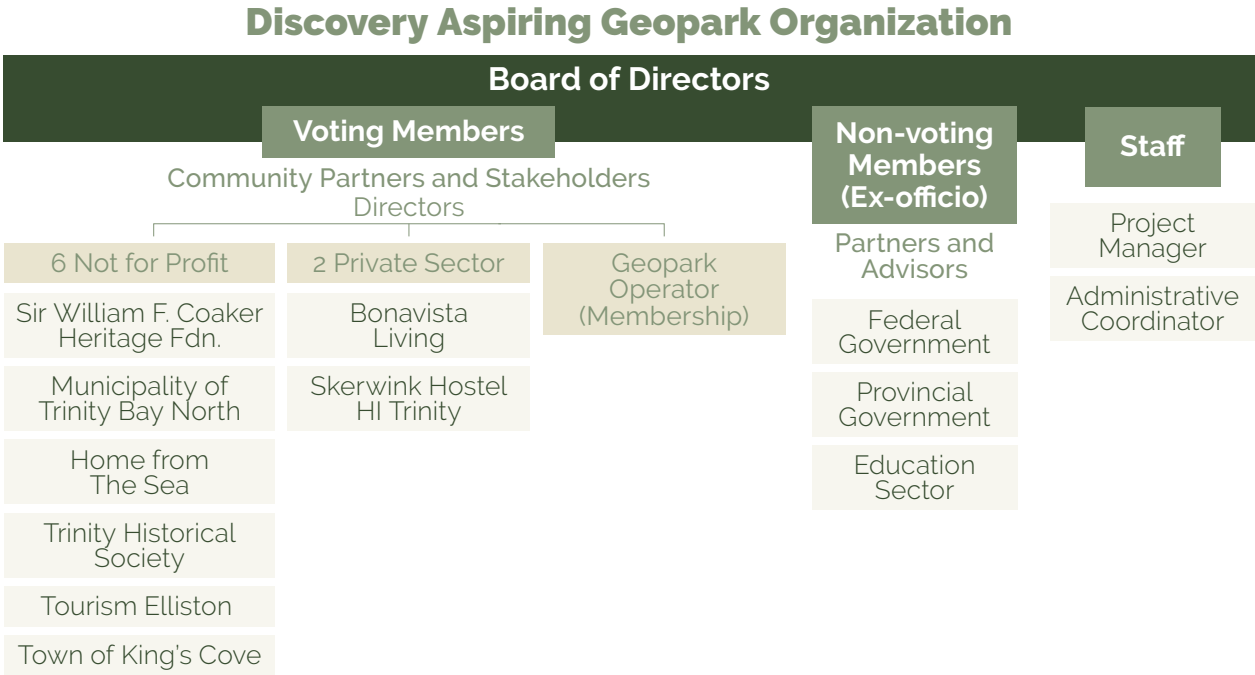 Discovery Aspiring Geopark Organization
Board of Directors
Voting Members
Community Partners and Stakeholders
Directors
6 Not for Profit
Sir William F. Coaker
Heritage Fdn.
Municipality of
Trinity Bay North
Home from
The Sea
Trinity Historical
Society
Tourism Elliston
Town of King's Cove
2 Private Sector
Bonavista
Living
Skerwink Hostel
HI Trinity
Geopark
Operator
(Membership)
Non-voting
Members
(Ex-officio)
Partners and
Advisors
Federal
Government
Provincial
Government
Education
Sector
Staff
Project
Manager
Administrative
Coordinator